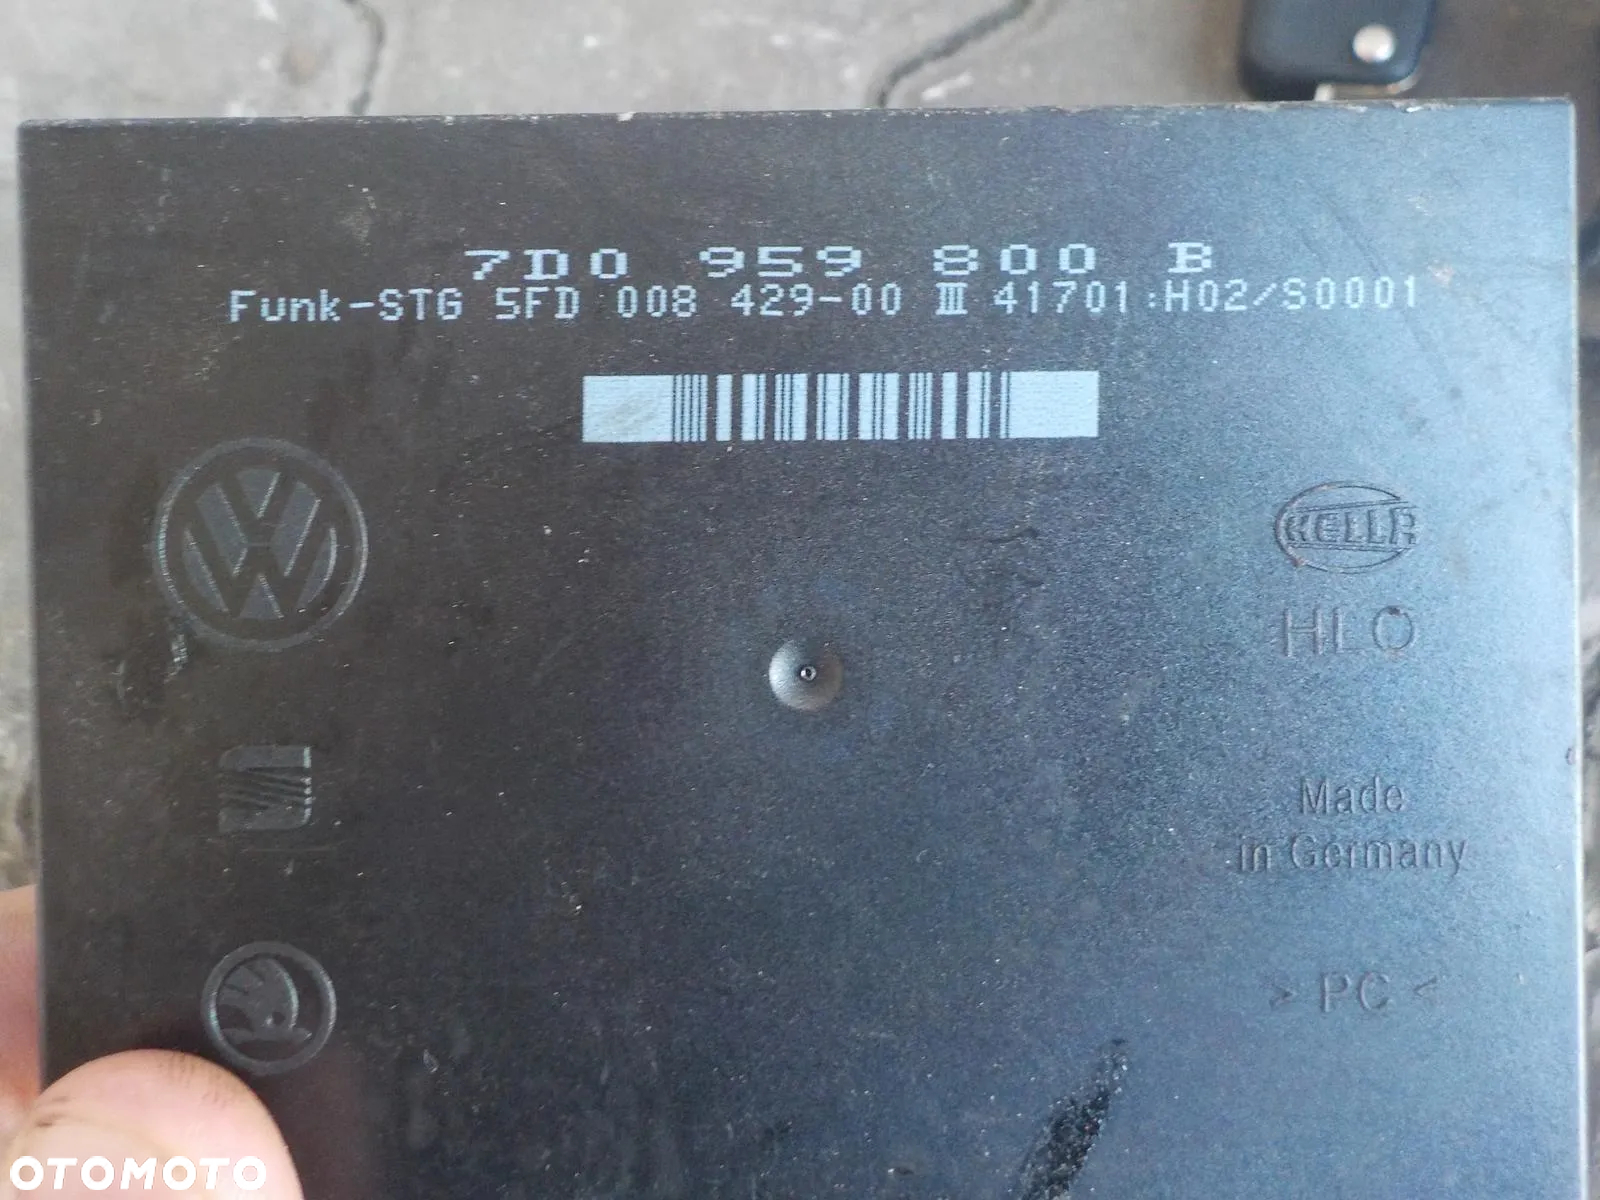 7D0 959 800 B
Funk-STG 5FD 008 429-00 III 41701:H02/S0001
HELLA
HLO
Made
in Germany
> PC <
OTOMOTO